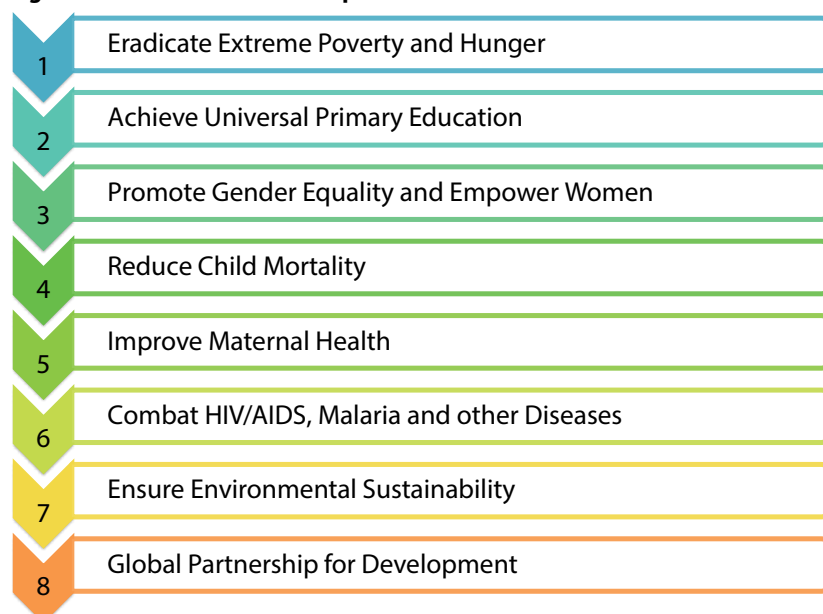 1
Eradicate Extreme Poverty and Hunger
2
Achieve Universal Primary Education
3
Promote Gender Equality and Empower Women
4
Reduce Child Mortality
5
Improve Maternal Health
6
Combat HIV/AIDS, Malaria and other Diseases
7
Ensure Environmental Sustainability
8
Global Partnership for Development